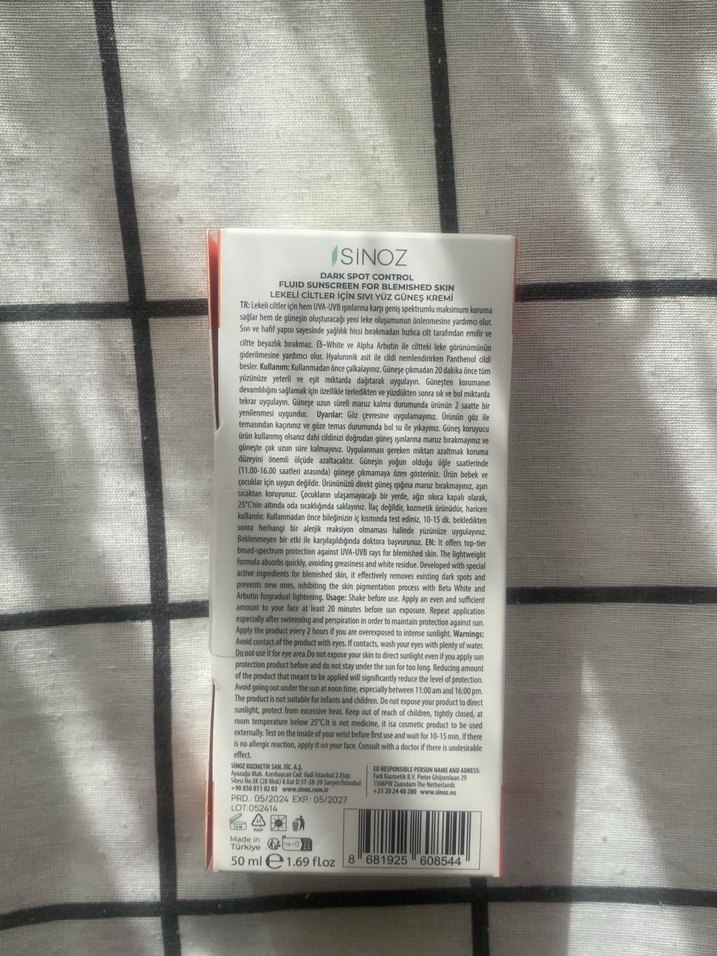 SiNOZ
DARK SPOT CONTROL
FLUID SUNSCREEN FOR BLEMISHED SKIN
LEKELİ CİLTLER İÇİN SIVI YÜZ GÜNEŞ KREMİ
TR: Lekeli ciltler için hem UVA-UVB ışınlarına karşı geniş spektrumlu maksimum koruma
sağlar hem de güneşin oluşturacağı yeni leke oluşumunun önlenmesine yardımcı olur.
Sıvı ve hafif yapısı sayesinde yağlılık hissi bırakmadan hızlıca cilt tarafından emilir ve
ciltte beyazlık bırakmaz. ß-White ve Alpha Arbutin ile ciltteki leke görünümünün
giderilmesine yardımcı olur. Hyaluronik asit ile cildi nemlendirirken Panthenol cildi
besler. Kullanım: Kullanmadan önce çalkalayınız. Güneşe çıkmadan 20 dakika önce tüm
yüzünüze yeterli ve eşit miktarda dağıtarak uygulayın. Güneşten korumanın
devamlılığını sağlamak için özellikle terledikten ve yüzdükten sonra sık ve bol miktarda
tekrar uygulayın. Güneşe uzun süreli maruz kalma durumunda ürünün 2 saatte bir
yenilenmesi uygundur. Uyarılar: Göz çevresine uygulamayınız. Ürünün göz ile
temasından kaçınınız ve göze temas durumunda bol su ile yıkayınız. Güneş koruyucu
ürün kullanmış olsanız dahi cildinizi doğrudan güneş ışınlarına maruz bırakmayınız ve
güneşte çok uzun süre kalmayınız. Uygulanması gereken miktarı azaltmak koruma
düzeyini önemli ölçüde azaltacaktır. Güneşin yoğun olduğu öğle saatlerinde
(11.00-16.00 saatleri arasında) güneşe çıkmamaya özen gösteriniz. Ürün bebek ve
çocuklar için uygun değildir. Ürününüzü direkt güneş ışığına maruz bırakmayınız, aşırı
sıcaktan koruyunuz. Çocukların ulaşamayacağı bir yerde, ağzı sıkıca kapalı olarak,
25°C'nin altında oda sıcaklığında saklayınız. İlaç değildir, kozmetik ürünüdür, haricen
kullanılır. Kullanmadan önce bileğinizin iç kısmında test ediniz, 10-15 dk. bekledikten
sonra herhangi bir alerjik reaksiyon olmaması halinde yüzünüze uygulayınız.
Beklenmeyen bir etki ile karşılaşıldığında doktora başvurunuz. EN: It offers top-tier
broad-spectrum protection against UVA-UVB rays for blemished skin. The lightweight
formula absorbs quickly, avoiding greasiness and white residue. Developed with special
active ingredients for blemished skin, it effectively removes existing dark spots and
prevents new ones, inhibiting the skin pigmentation process with Beta White and
Arbutin forgradual lightening. Usage: Shake before use. Apply an even and sufficient
amount to your face at least 20 minutes before sun exposure. Repeat application
especially after swimming and perspiration in order to maintain protection against sun.
Apply the product every 2 hours if you are overexposed to intense sunlight. Warnings:
Avoid contact of the product with eyes. If contacts, wash your eyes with plenty of water.
Do not use it for eye area.Do not expose your skin to direct sunlight even if you apply sun
protection product before and do not stay under the sun for too long. Reducing amount
of the product that meant to be applied will significantly reduce the level of protection.
Avoid going out under the sun at noon time, especially between 11:00 am and 16:00 pm.
The product is not suitable for infants and children. Do not expose your product to direct
sunlight, protect from excessive heat. Keep out of reach of children, tightly closed, at
room temperature below 25°C.It is not medicine, it isa cosmetic product to be used
externally. Test on the inside of your wrist before first use and wait for 10-15 min. If there
is no allergic reaction, apply it on your face. Consult with a doctor if there is undesirable
effect.
SİNOZ KOZMETİK SAN. TİC. A.Ş.
Ayazağa Mah. Azerbaycan Cad. Vadi İstanbul 2.Etap
Sitesi No:3K (2B Blok) 8.Kat D:37-38-39 Sarıyer/İstanbul
+90 850 811 02 03 www.sinoz.com.tr
EU RESPONSIBLE PERSON NAME AND ADRESS:
Fark Kozmetik B.V. Pieter Ghijsenlaan 29
1506PW Zaandam The Netherlands
+31 20 24 40 280 www.sinoz.eu
PRD.: 05/2024 EXP.: 05/2027
LOT:052414
12 M
PAP
Made in
Türkiye
50 ml e 1.69 fl.oz
8 681925 608544